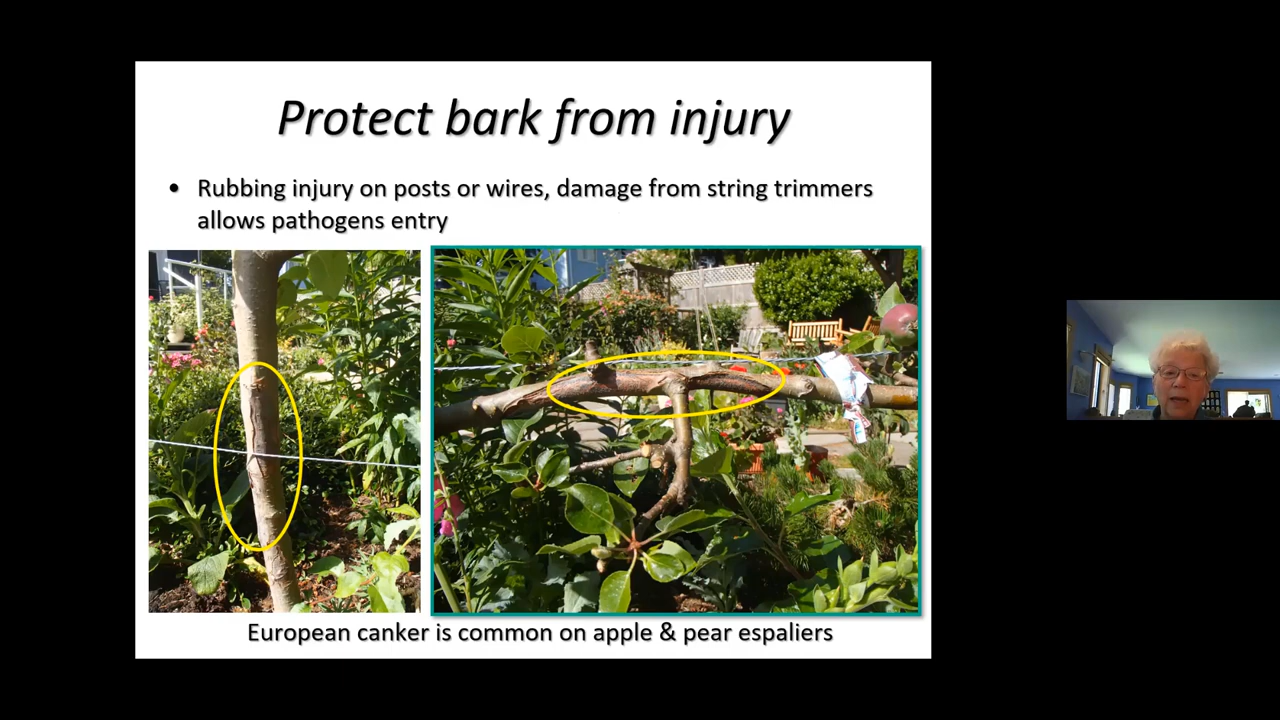 Protect bark from injury
• Rubbing injury on posts or wires, damage from string trimmers
allows pathogens entry
European canker is common on apple & pear espaliers